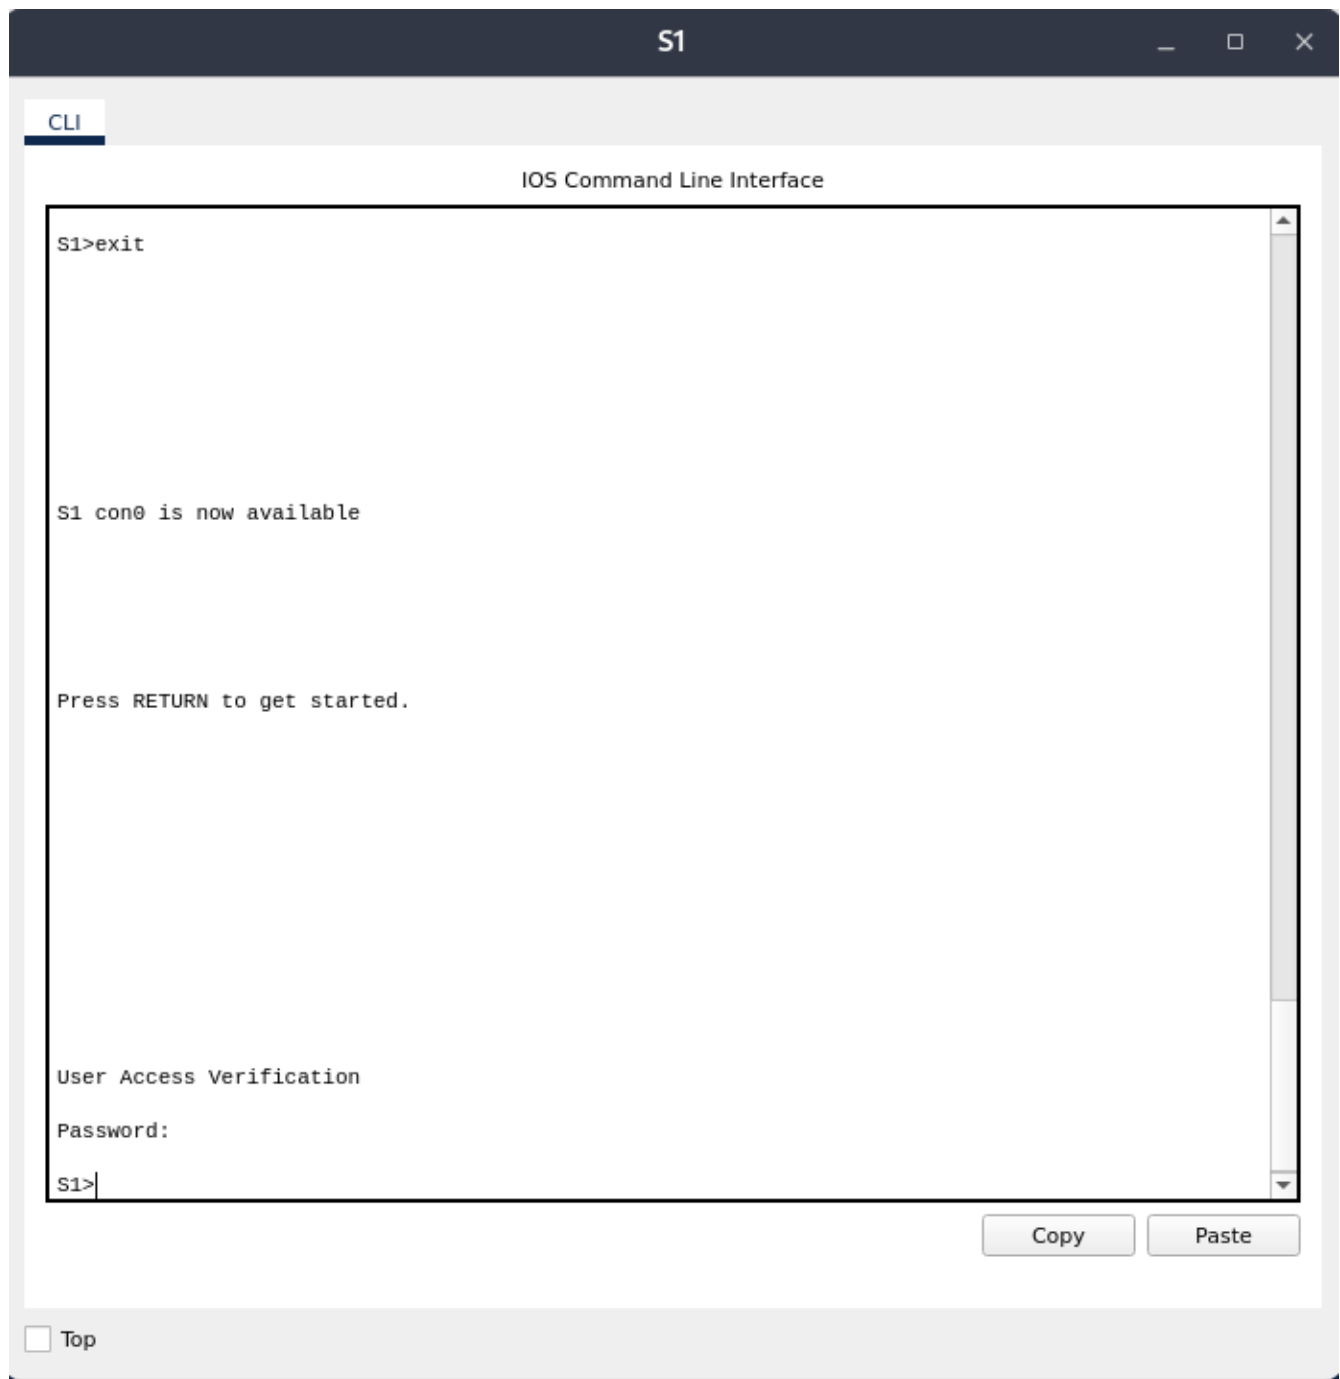 S1
CLI
IOS Command Line Interface
S1>exit
S1 con0 is now available
Press RETURN to get started.
User Access Verification
Password:
S1>
Copy
Paste
Top